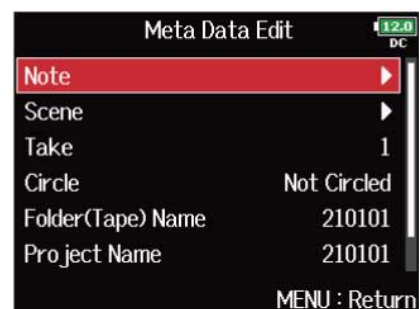 Meta Data Edit
12.0
DC
Note
Scene
Take 1
Circle Not Circled
Folder(Tape) Name 210101
Project Name 210101
MENU : Return